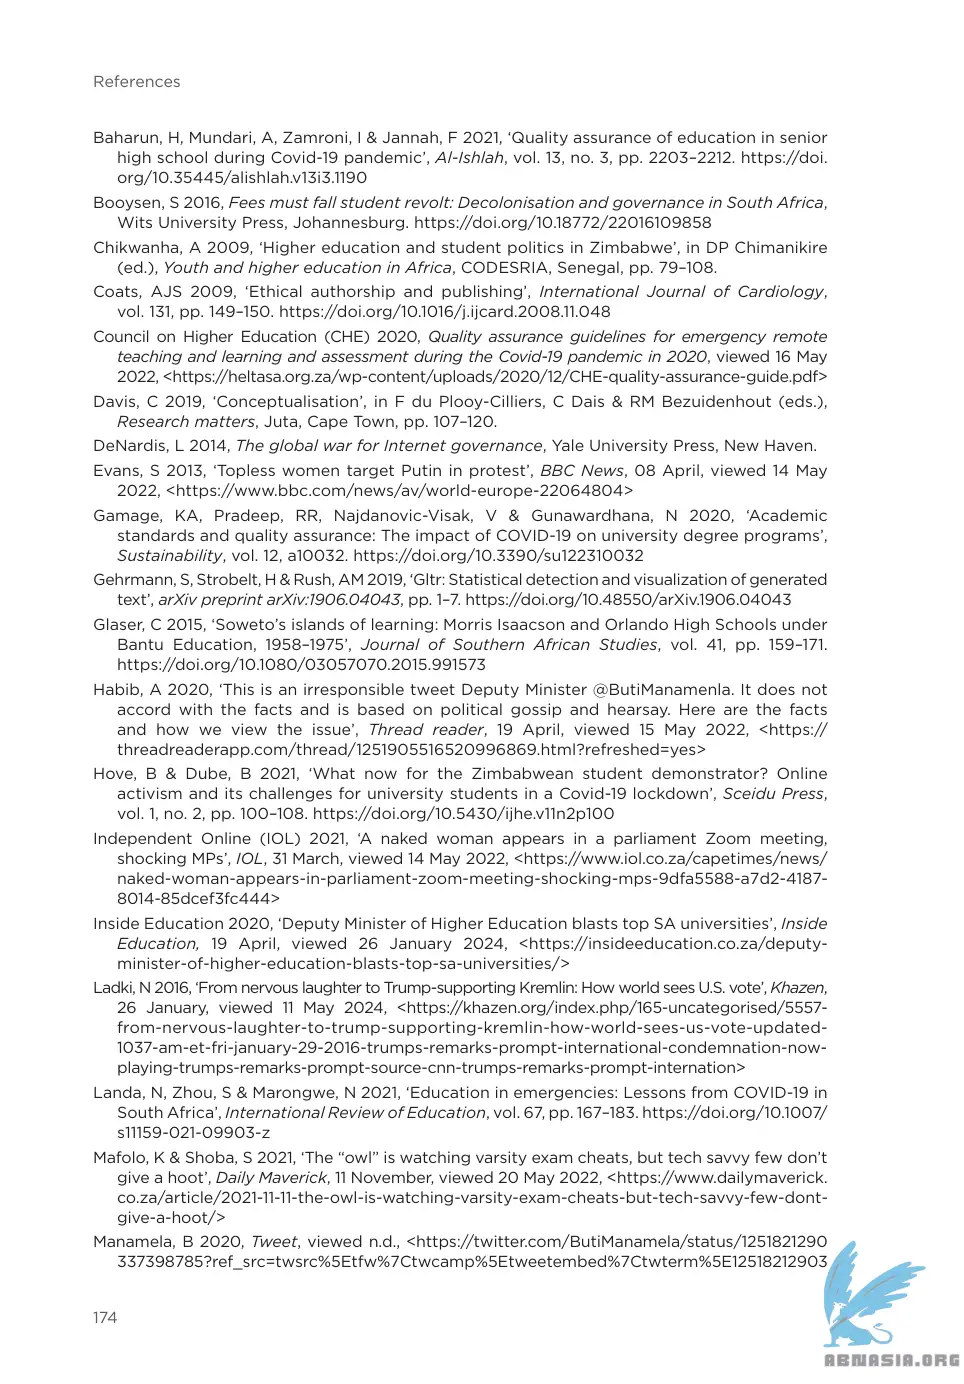 References
Baharun, H, Mundari, A, Zamroni, I & Jannah, F 2021, ‘Quality assurance of education in senior
high school during Covid-19 pandemic’, Al-Ishlah, vol. 13, no. 3, pp. 2203–2212. https://doi.
org/10.35445/alishlah.v13i3.1190
Booysen, S 2016, Fees must fall student revolt: Decolonisation and governance in South Africa,
Wits University Press, Johannesburg. https://doi.org/10.18772/22016109858
Chikwanha, A 2009, ‘Higher education and student politics in Zimbabwe’, in DP Chimanikire
(ed.), Youth and higher education in Africa, CODESRIA, Senegal, pp. 79–108.
Coats, AJS 2009, ‘Ethical authorship and publishing’, International Journal of Cardiology,
vol. 131, pp. 149–150. https://doi.org/10.1016/j.ijcard.2008.11.048
Council on Higher Education (CHE) 2020, Quality assurance guidelines for emergency remote
teaching and learning and assessment during the Covid-19 pandemic in 2020, viewed 16 May
2022, <https://heltasa.org.za/wp-content/uploads/2020/12/CHE-quality-assurance-guide.pdf>
Davis, C 2019, ‘Conceptualisation’, in F du Plooy-Cilliers, C Dais & RM Bezuidenhout (eds.),
Research matters, Juta, Cape Town, pp. 107–120.
DeNardis, L 2014, The global war for Internet governance, Yale University Press, New Haven.
Evans, S 2013, ‘Topless women target Putin in protest’, BBC News, 08 April, viewed 14 May
2022, <https://www.bbc.com/news/av/world-europe-22064804>
Gamage, KA, Pradeep, RR, Najdanovic-Visak, V & Gunawardhana, N 2020, ‘Academic
standards and quality assurance: The impact of COVID-19 on university degree programs’,
Sustainability, vol. 12, a10032. https://doi.org/10.3390/su122310032
Gehrmann, S, Strobelt, H & Rush, AM 2019, ‘Gltr: Statistical detection and visualization of generated
text’, arXiv preprint arXiv:1906.04043, pp. 1–7. https://doi.org/10.48550/arXiv.1906.04043
Glaser, C 2015, ‘Soweto’s islands of learning: Morris Isaacson and Orlando High Schools under
Bantu Education, 1958–1975’, Journal of Southern African Studies, vol. 41, pp. 159–171.
https://doi.org/10.1080/03057070.2015.991573
Habib, A 2020, ‘This is an irresponsible tweet Deputy Minister @ButiManamenla. It does not
accord with the facts and is based on political gossip and hearsay. Here are the facts
and how we view the issue’, Thread reader, 19 April, viewed 15 May 2022, <https://
threadreaderapp.com/thread/1251905516520996869.html?refreshed=yes>
Hove, B & Dube, B 2021, ‘What now for the Zimbabwean student demonstrator? Online
activism and its challenges for university students in a Covid-19 lockdown’, Sceidu Press,
vol. 1, no. 2, pp. 100–108. https://doi.org/10.5430/ijhe.v11n2p100
Independent Online (IOL) 2021, ‘A naked woman appears in a parliament Zoom meeting,
shocking MPs’, IOL, 31 March, viewed 14 May 2022, <https://www.iol.co.za/capetimes/news/
naked-woman-appears-in-parliament-zoom-meeting-shocking-mps-9dfa5588-a7d2-4187-
8014-85dcef3fc444>
Inside Education 2020, ‘Deputy Minister of Higher Education blasts top SA universities’, Inside
Education, 19 April, viewed 26 January 2024, <https://insideeducation.co.za/deputy-
minister-of-higher-education-blasts-top-sa-universities/>
Ladki, N 2016, ‘From nervous laughter to Trump-supporting Kremlin: How world sees U.S. vote’, Khazen,
26 January, viewed 11 May 2024, <https://khazen.org/index.php/165-uncategorised/5557-
from-nervous-laughter-to-trump-supporting-kremlin-how-world-sees-us-vote-updated-
1037-am-et-fri-january-29-2016-trumps-remarks-prompt-international-condemnation-now-
playing-trumps-remarks-prompt-source-cnn-trumps-remarks-prompt-internation>
Landa, N, Zhou, S & Marongwe, N 2021, ‘Education in emergencies: Lessons from COVID-19 in
South Africa’, International Review of Education, vol. 67, pp. 167–183. https://doi.org/10.1007/
s11159-021-09903-z
Mafolo, K & Shoba, S 2021, ‘The “owl” is watching varsity exam cheats, but tech savvy few don’t
give a hoot’, Daily Maverick, 11 November, viewed 20 May 2022, <https://www.dailymaverick.
co.za/article/2021-11-11-the-owl-is-watching-varsity-exam-cheats-but-tech-savvy-few-dont-
give-a-hoot/>
Manamela, B 2020, Tweet, viewed n.d., <https://twitter.com/ButiManamela/status/1251821290
337398785?ref_src=twsrc%5Etfw%7Ctwcamp%5Etweetembed%7Ctwterm%5E12518212903
174
ABNASIA.ORG